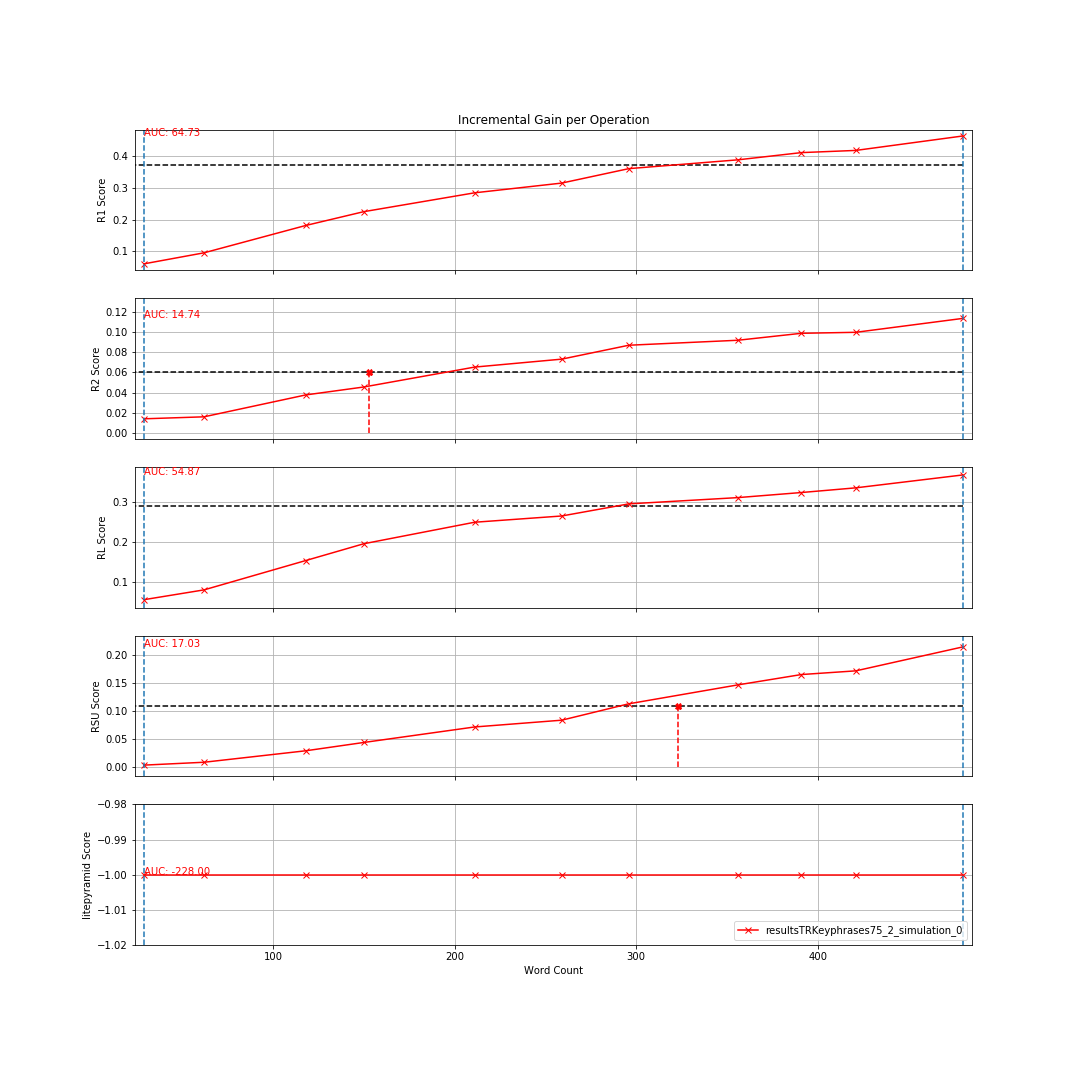 Incremental Gain per Operation
AUC: 64.73
0.4
0.3
0.2
0.1
R1 Score
AUC: 14.74
0.12
0.10
0.08
0.06
0.04
0.02
0.00
R2 Score
AUC: 54.87
0.3
0.2
0.1
RL Score
AUC: 17.03
0.20
0.15
0.10
0.05
0.00
RSU Score
−0.98
−0.99
−1.00
−1.01
−1.02
AUC: -228.00
litepyramid Score
resultsTRKeyphrases75_2_simulation_0
100 200 300 400
Word Count